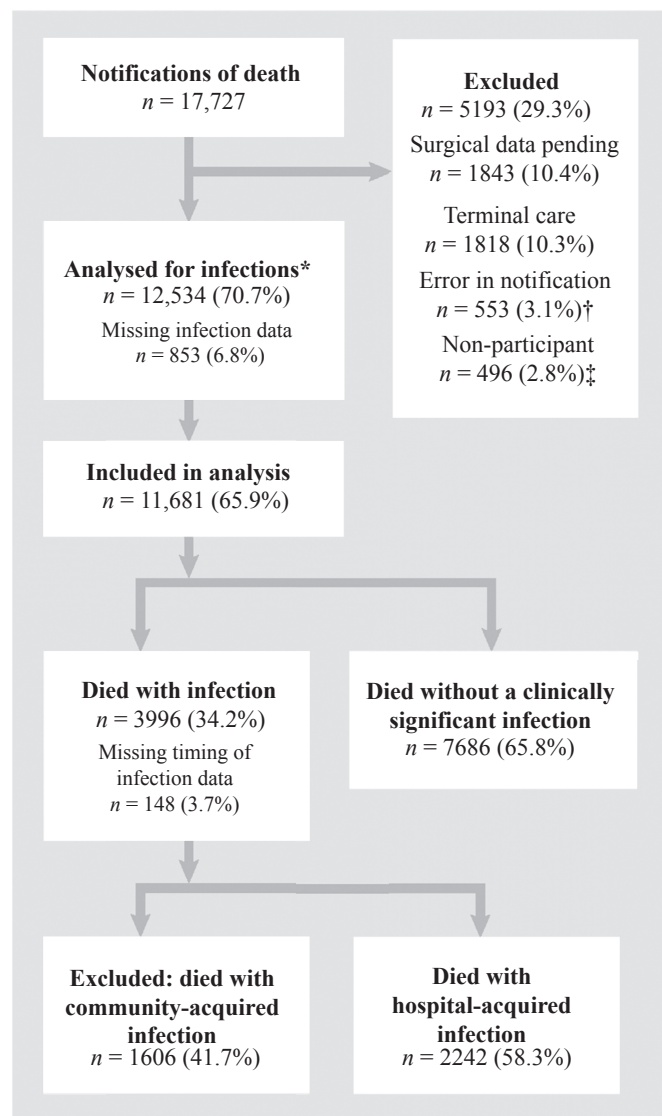 Notifications of death
n = 17,727
Excluded
n = 5193 (29.3%)
Surgical data pending
n = 1843 (10.4%)
Terminal care
n = 1818 (10.3%)
Error in notification
n = 553 (3.1%)†
Non-participant
n = 496 (2.8%)‡
Analysed for infections*
n = 12,534 (70.7%)
Missing infection data
n = 853 (6.8%)
Included in analysis
n = 11,681 (65.9%)
Died with infection
n = 3996 (34.2%)
Missing timing of
infection data
n = 148 (3.7%)
Died without a clinically
significant infection
n = 7686 (65.8%)
Excluded: died with
community-acquired
infection
n = 1606 (41.7%)
Died with
hospital-acquired
infection
n = 2242 (58.3%)